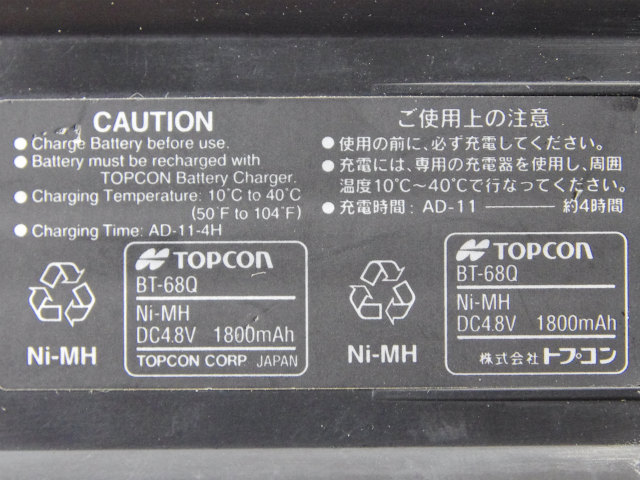 CAUTION
● Charge Battery before use.
● Battery must be recharged with
TOPCON Battery Charger.
● Charging Temperature: 10°C to 40°C
(50°F to 104°F)
● Charging Time: AD-11-4H
Ni-MH
TOPCON
BT-68Q
Ni-MH
DC4.8V 1800mAh
TOPCON CORP. JAPAN
ご使用上の注意
● 使用の前に、必ず充電してください。
● 充電には、専用の充電器を使用し、周囲
温度10℃～40℃で行なってください。
● 充電時間: AD-11 ——— 約4時間
Ni-MH
TOPCON
BT-68Q
Ni-MH
DC4.8V 1800mAh
株式会社 トプコン